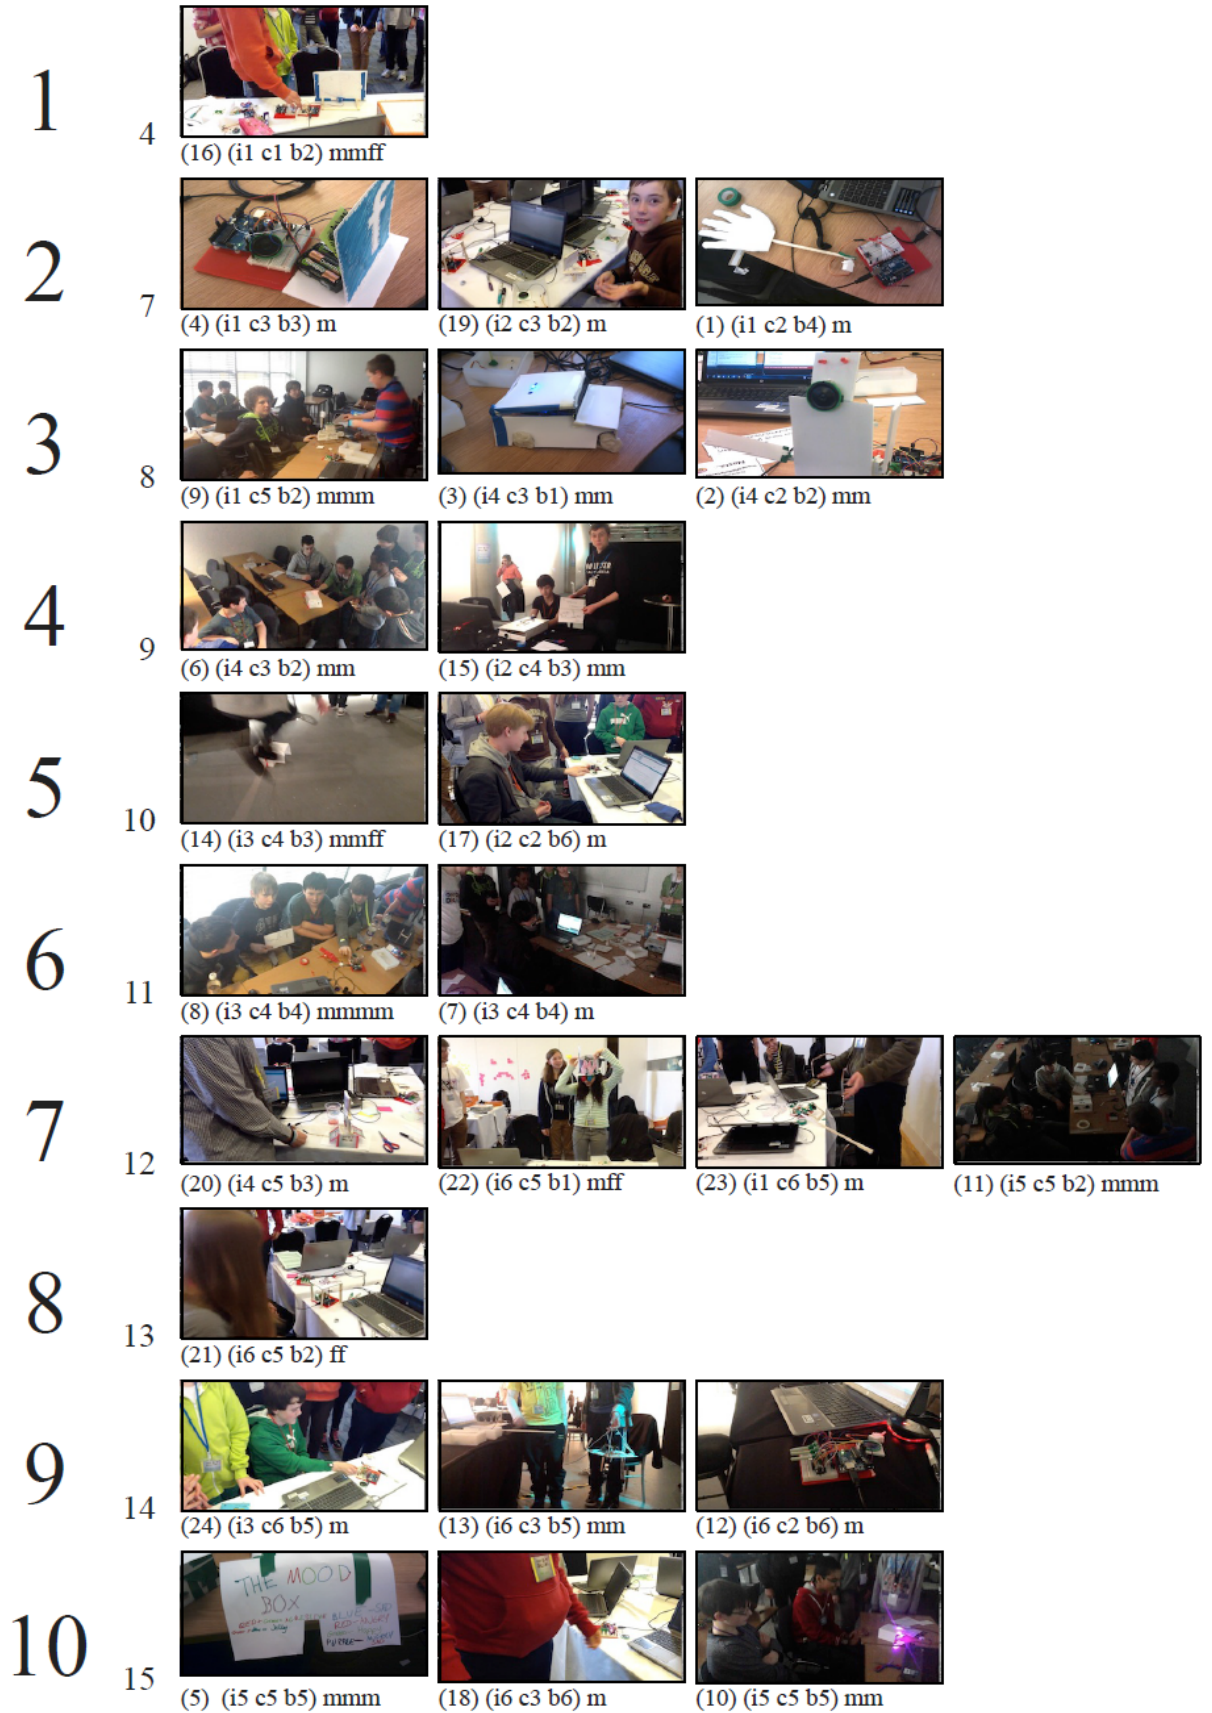 1
4
(16) (i1 c1 b2) mmff
2
7
(4) (i1 c3 b3) m
(19) (i2 c3 b2) m
(1) (i1 c2 b4) m
3
8
(9) (i1 c5 b2) mmm
(3) (i4 c3 b1) mm
(2) (i4 c2 b2) mm
4
9
(6) (i4 c3 b2) mm
(15) (i2 c4 b3) mm
5
10
(14) (i3 c4 b3) mmff
(17) (i2 c2 b6) m
6
11
(8) (i3 c4 b4) mmmm
(7) (i3 c4 b4) m
7
12
(20) (i4 c5 b3) m
(22) (i6 c5 b1) mff
(23) (i1 c6 b5) m
(11) (i5 c5 b2) mmm
8
13
(21) (i6 c5 b2) ff
9
14
(24) (i3 c6 b5) m
(13) (i6 c3 b5) mm
(12) (i6 c2 b6) m
10
15
THE MOOD
BOX
BLUE - SAD
RED - ANGRY
(5) (i5 c5 b5) mmm
(18) (i6 c3 b6) m
(10) (i5 c5 b5) mm